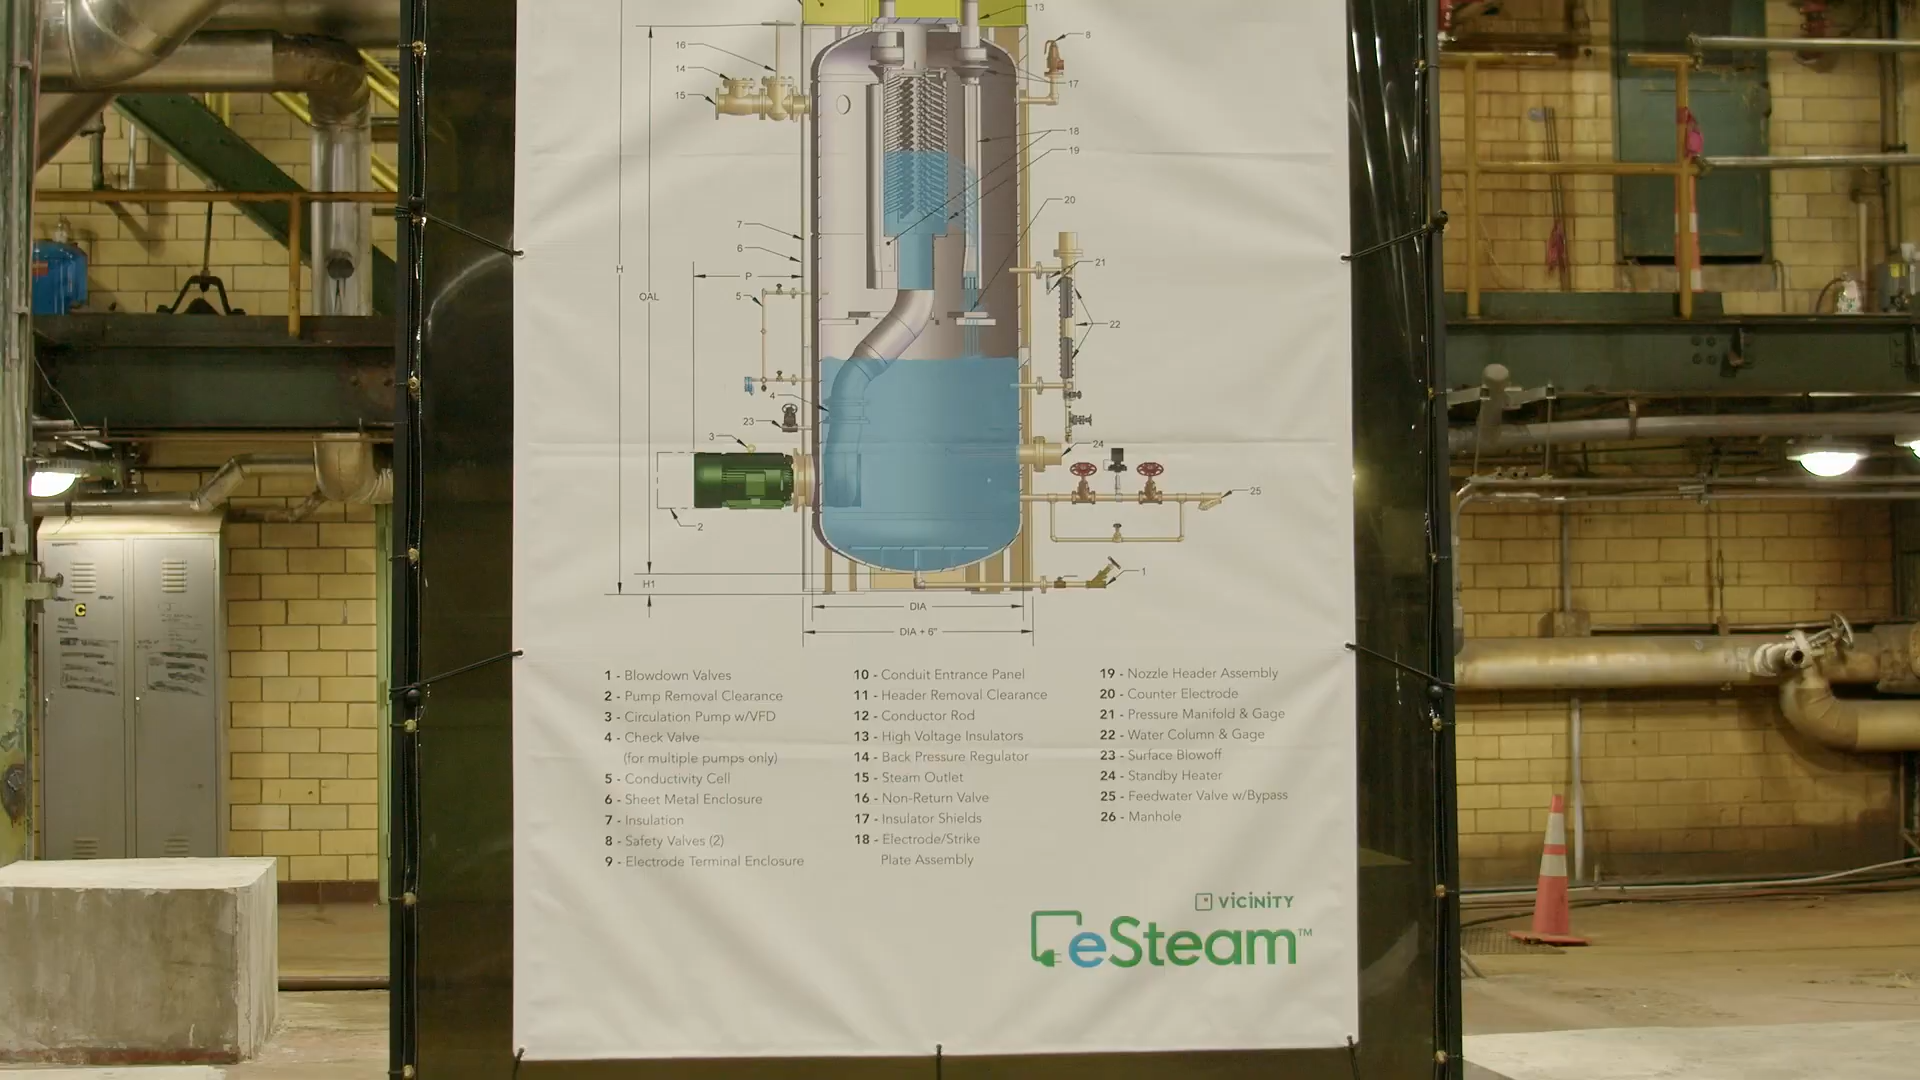 13
16
8
14
17
15
18
19
20
7
6
P
21
H
5
OAL
22
4
23
3
24
25
2
1
H1
DIA
DIA + 6"
1 - Blowdown Valves
2 - Pump Removal Clearance
3 - Circulation Pump w/VFD
4 - Check Valve
(for multiple pumps only)
5 - Conductivity Cell
6 - Sheet Metal Enclosure
7 - Insulation
8 - Safety Valves (2)
9 - Electrode Terminal Enclosure
10 - Conduit Entrance Panel
11 - Header Removal Clearance
12 - Conductor Rod
13 - High Voltage Insulators
14 - Back Pressure Regulator
15 - Steam Outlet
16 - Non-Return Valve
17 - Insulator Shields
18 - Electrode/Strike
Plate Assembly
19 - Nozzle Header Assembly
20 - Counter Electrode
21 - Pressure Manifold & Gage
22 - Water Column & Gage
23 - Surface Blowoff
24 - Standby Heater
25 - Feedwater Valve w/Bypass
26 - Manhole
VICINITY
eSteam™
C